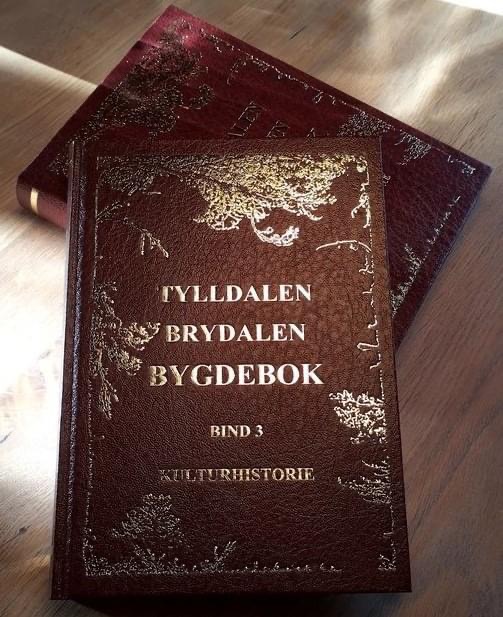 TYLLDALEN
BRYDALEN
BYGDEBOK
BIND 3
KULTURHISTORIE